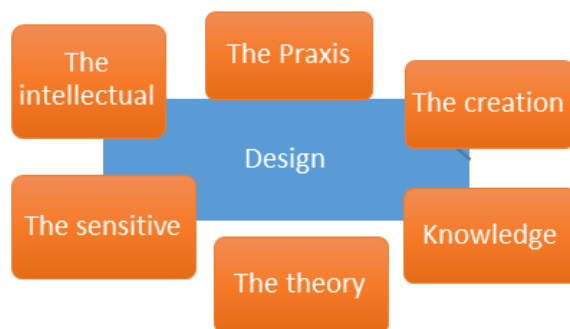 The
intellectual
The Praxis
The creation
Design
The sensitive
Knowledge
The theory